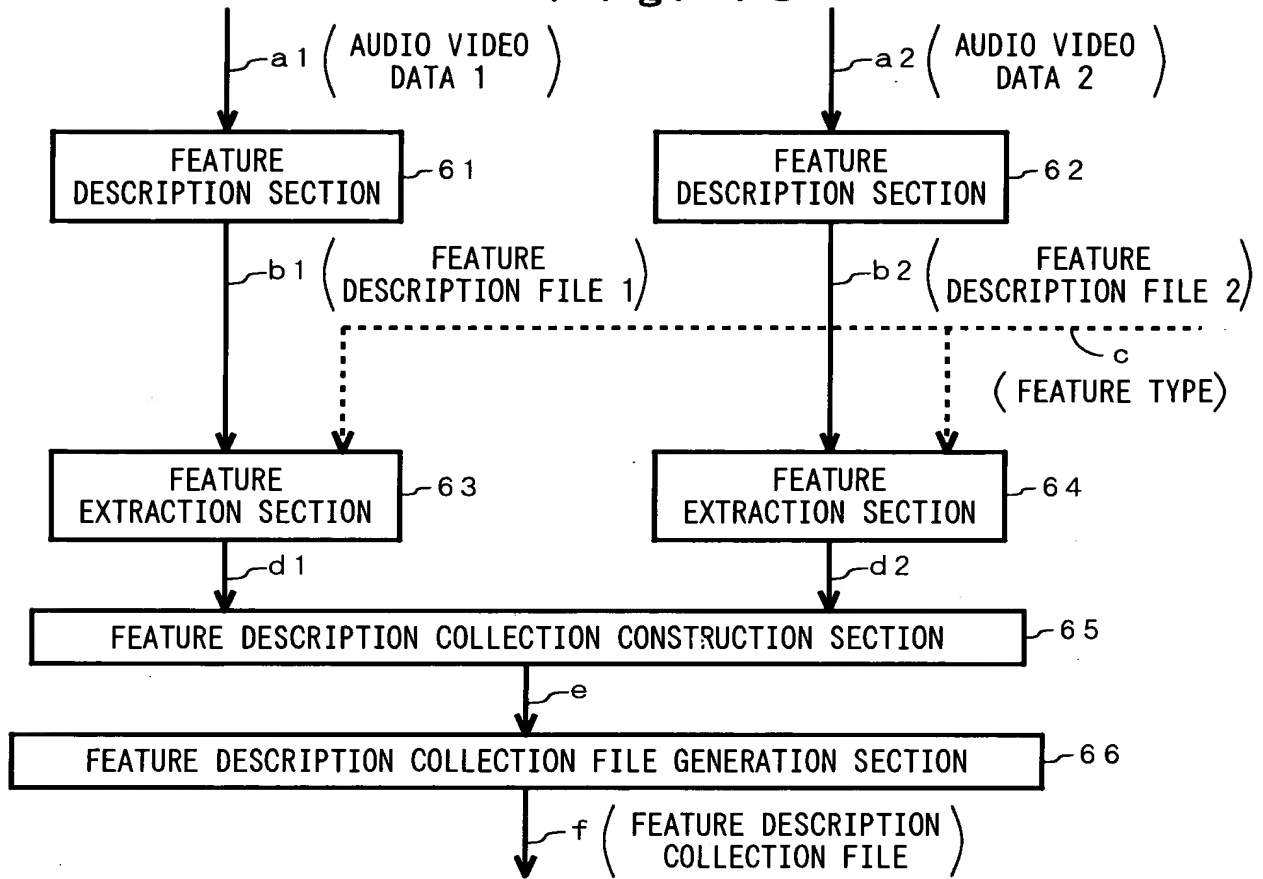 a1 ( AUDIO VIDEO DATA 1 )
a2 ( AUDIO VIDEO DATA 2 )
FEATURE
DESCRIPTION SECTION
61
FEATURE
DESCRIPTION SECTION
62
b1 ( FEATURE DESCRIPTION FILE 1 )
b2 ( FEATURE DESCRIPTION FILE 2 )
c
( FEATURE TYPE )
FEATURE
EXTRACTION SECTION
63
FEATURE
EXTRACTION SECTION
64
d1
d2
FEATURE DESCRIPTION COLLECTION CONSTRUCTION SECTION
65
e
FEATURE DESCRIPTION COLLECTION FILE GENERATION SECTION
66
f ( FEATURE DESCRIPTION COLLECTION FILE )